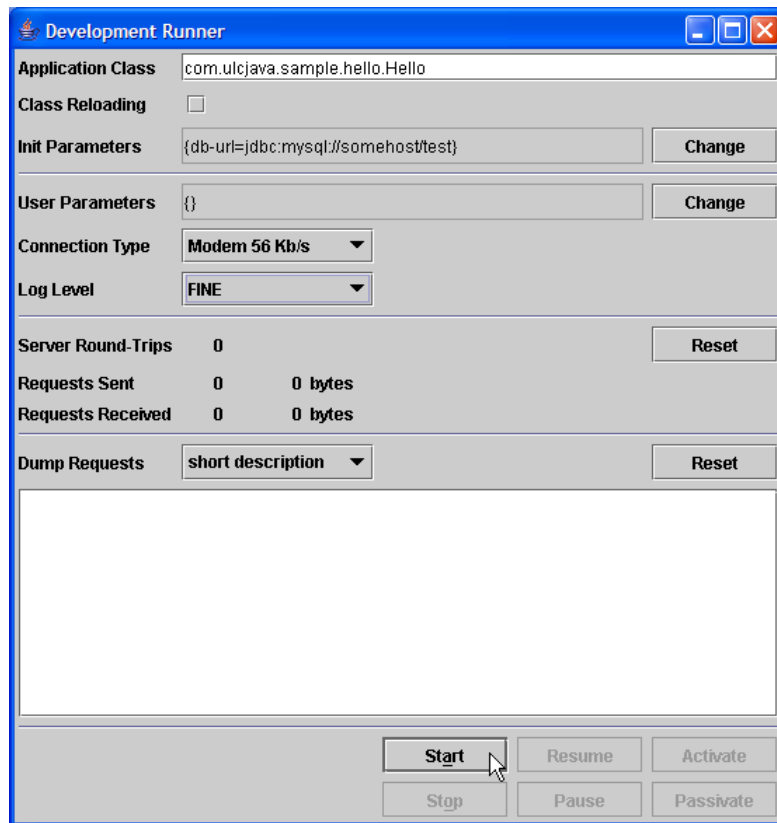 Development Runner
Application Class com.ulcjava.sample.hello.Hello
Class Reloading
Init Parameters {db-url=jdbc:mysql://somehost/test} Change
User Parameters {} Change
Connection Type Modem 56 Kb/s
Log Level FINE
Server Round-Trips 0 Reset
Requests Sent 0 0 bytes
Requests Received 0 0 bytes
Dump Requests short description Reset
Start Resume Activate
Stop Pause Passivate